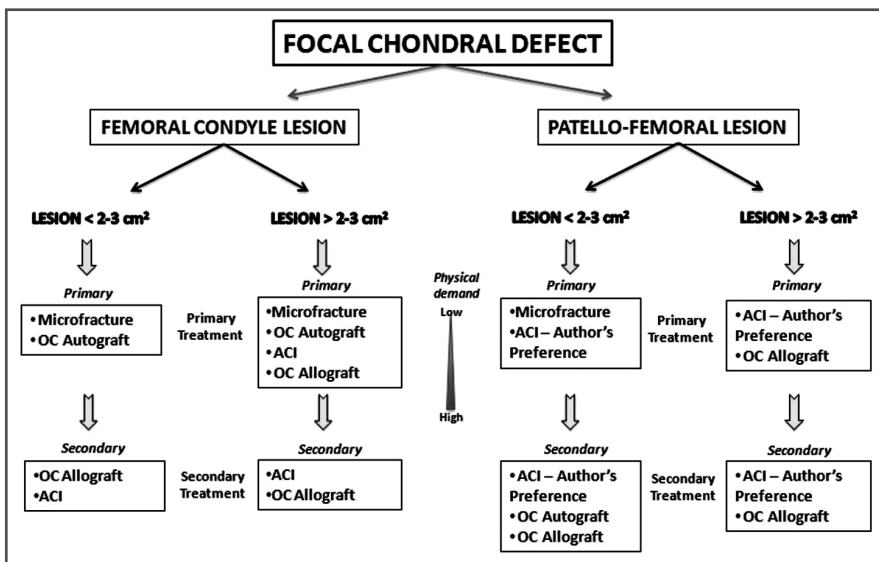 FOCAL CHONDRAL DEFECT
FEMORAL CONDYLE LESION
PATELLO-FEMORAL LESION
LESION < 2-3 cm²
LESION > 2-3 cm²
LESION < 2-3 cm²
LESION > 2-3 cm²
Primary
•Microfracture
•OC Autograft
Primary
Treatment
Primary
•Microfracture
•OC Autograft
•ACI
•OC Allograft
Physical
demand
Low
High
Primary
•Microfracture
•ACI – Author's
Preference
Primary
Treatment
Primary
•ACI – Author's
Preference
•OC Allograft
Secondary
•OC Allograft
•ACI
Secondary
Treatment
Secondary
•ACI
•OC Allograft
Secondary
•ACI – Author's
Preference
•OC Autograft
•OC Allograft
Secondary
Treatment
Secondary
•ACI – Author's
Preference
•OC Allograft